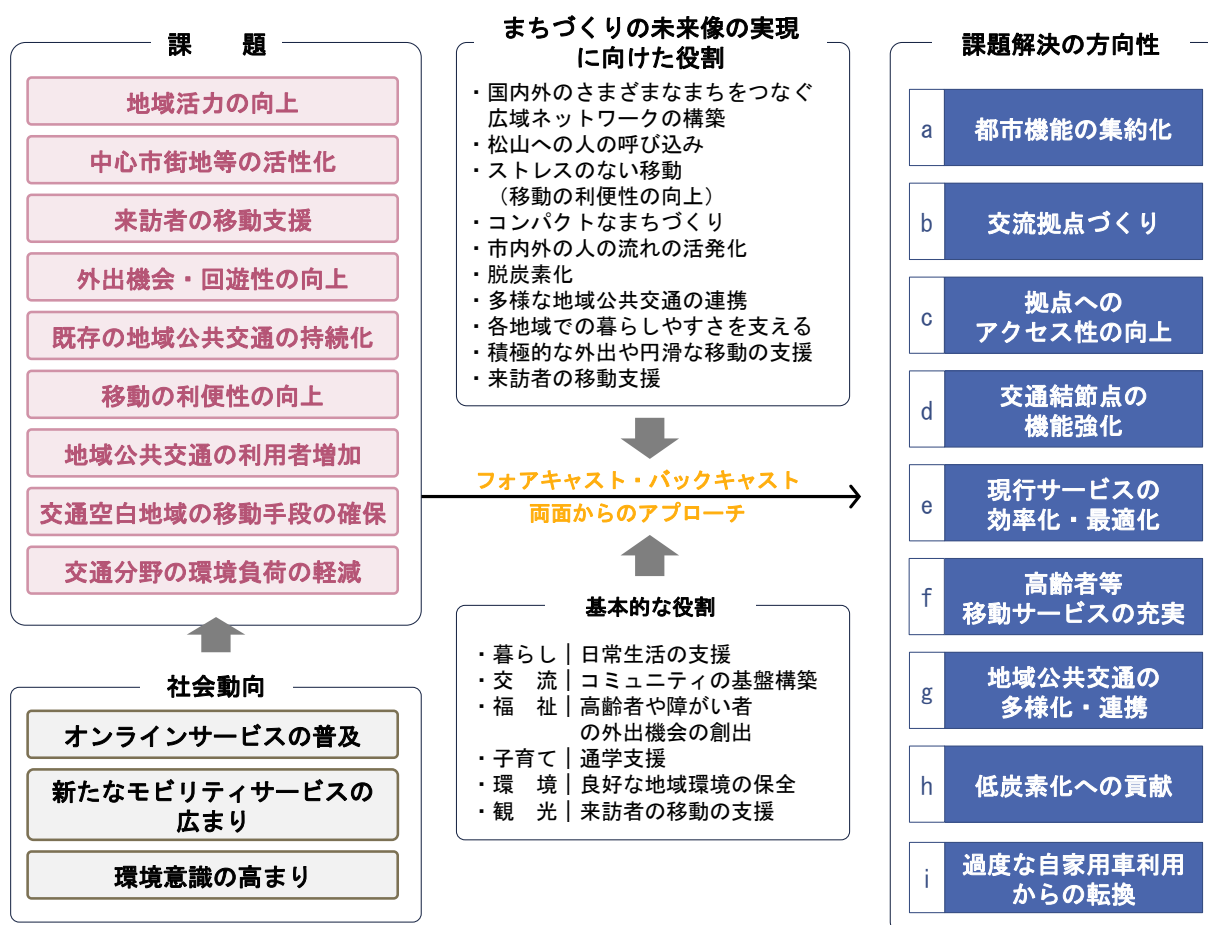 課　題
地域活力の向上
中心市街地等の活性化
来訪者の移動支援
外出機会・回遊性の向上
既存の地域公共交通の持続化
移動の利便性の向上
地域公共交通の利用者増加
交通空白地域の移動手段の確保
交通分野の環境負荷の軽減
社会動向
オンラインサービスの普及
新たなモビリティサービスの
広まり
環境意識の高まり
まちづくりの未来像の実現
に向けた役割
・国内外のさまざまなまちをつなぐ
広域ネットワークの構築
・松山への人の呼び込み
・ストレスのない移動
（移動の利便性の向上）
・コンパクトなまちづくり
・市内外の人の流れの活発化
・脱炭素化
・多様な地域公共交通の連携
・各地域での暮らしやすさを支える
・積極的な外出や円滑な移動の支援
・来訪者の移動支援
フォアキャスト・バックキャスト
両面からのアプローチ
基本的な役割
・暮らし｜日常生活の支援
・交　流｜コミュニティの基盤構築
・福　祉｜高齢者や障がい者
の外出機会の創出
・子育て｜通学支援
・環　境｜良好な地域環境の保全
・観　光｜来訪者の移動の支援
課題解決の方向性
a 都市機能の集約化
b 交流拠点づくり
c 拠点への
アクセス性の向上
d 交通結節点の
機能強化
e 現行サービスの
効率化・最適化
f 高齢者等
移動サービスの充実
g 地域公共交通の
多様化・連携
h 低炭素化への貢献
i 過度な自家用車利用
からの転換